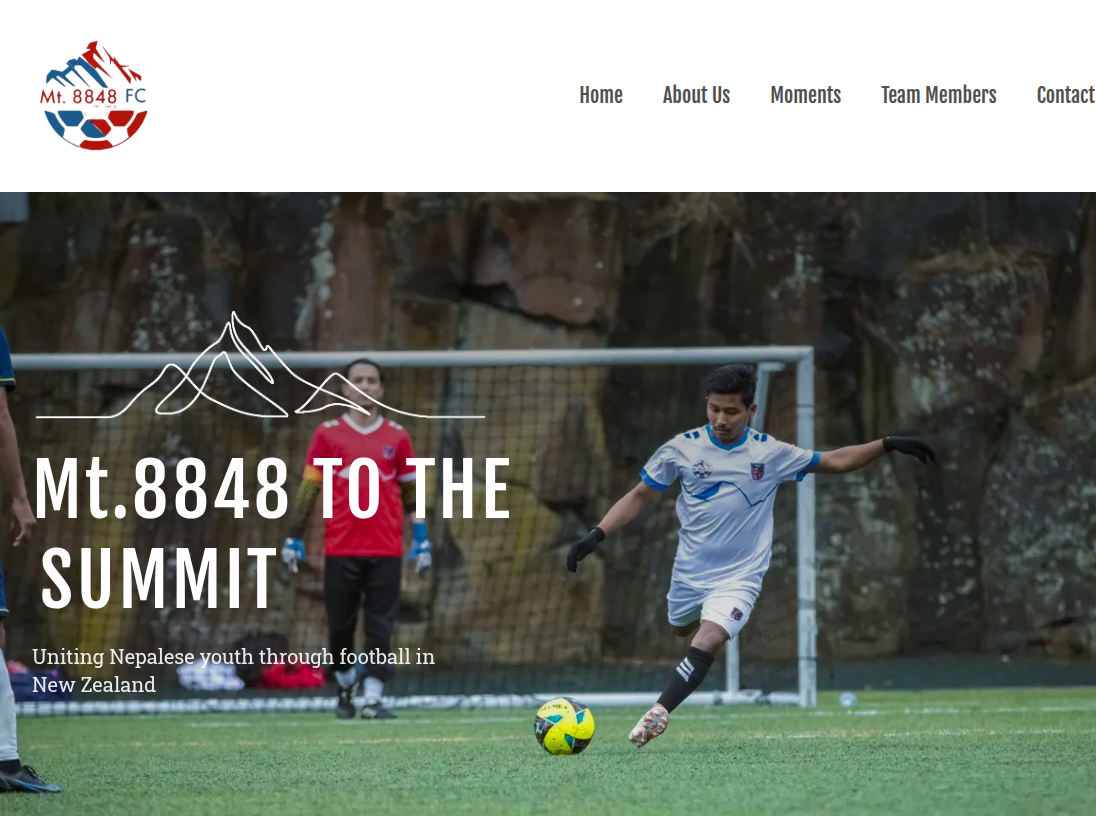 Mt. 8848 FC
Home About Us Moments Team Members Contact
Mt.8848 TO THE
SUMMIT
Uniting Nepalese youth through football in
New Zealand